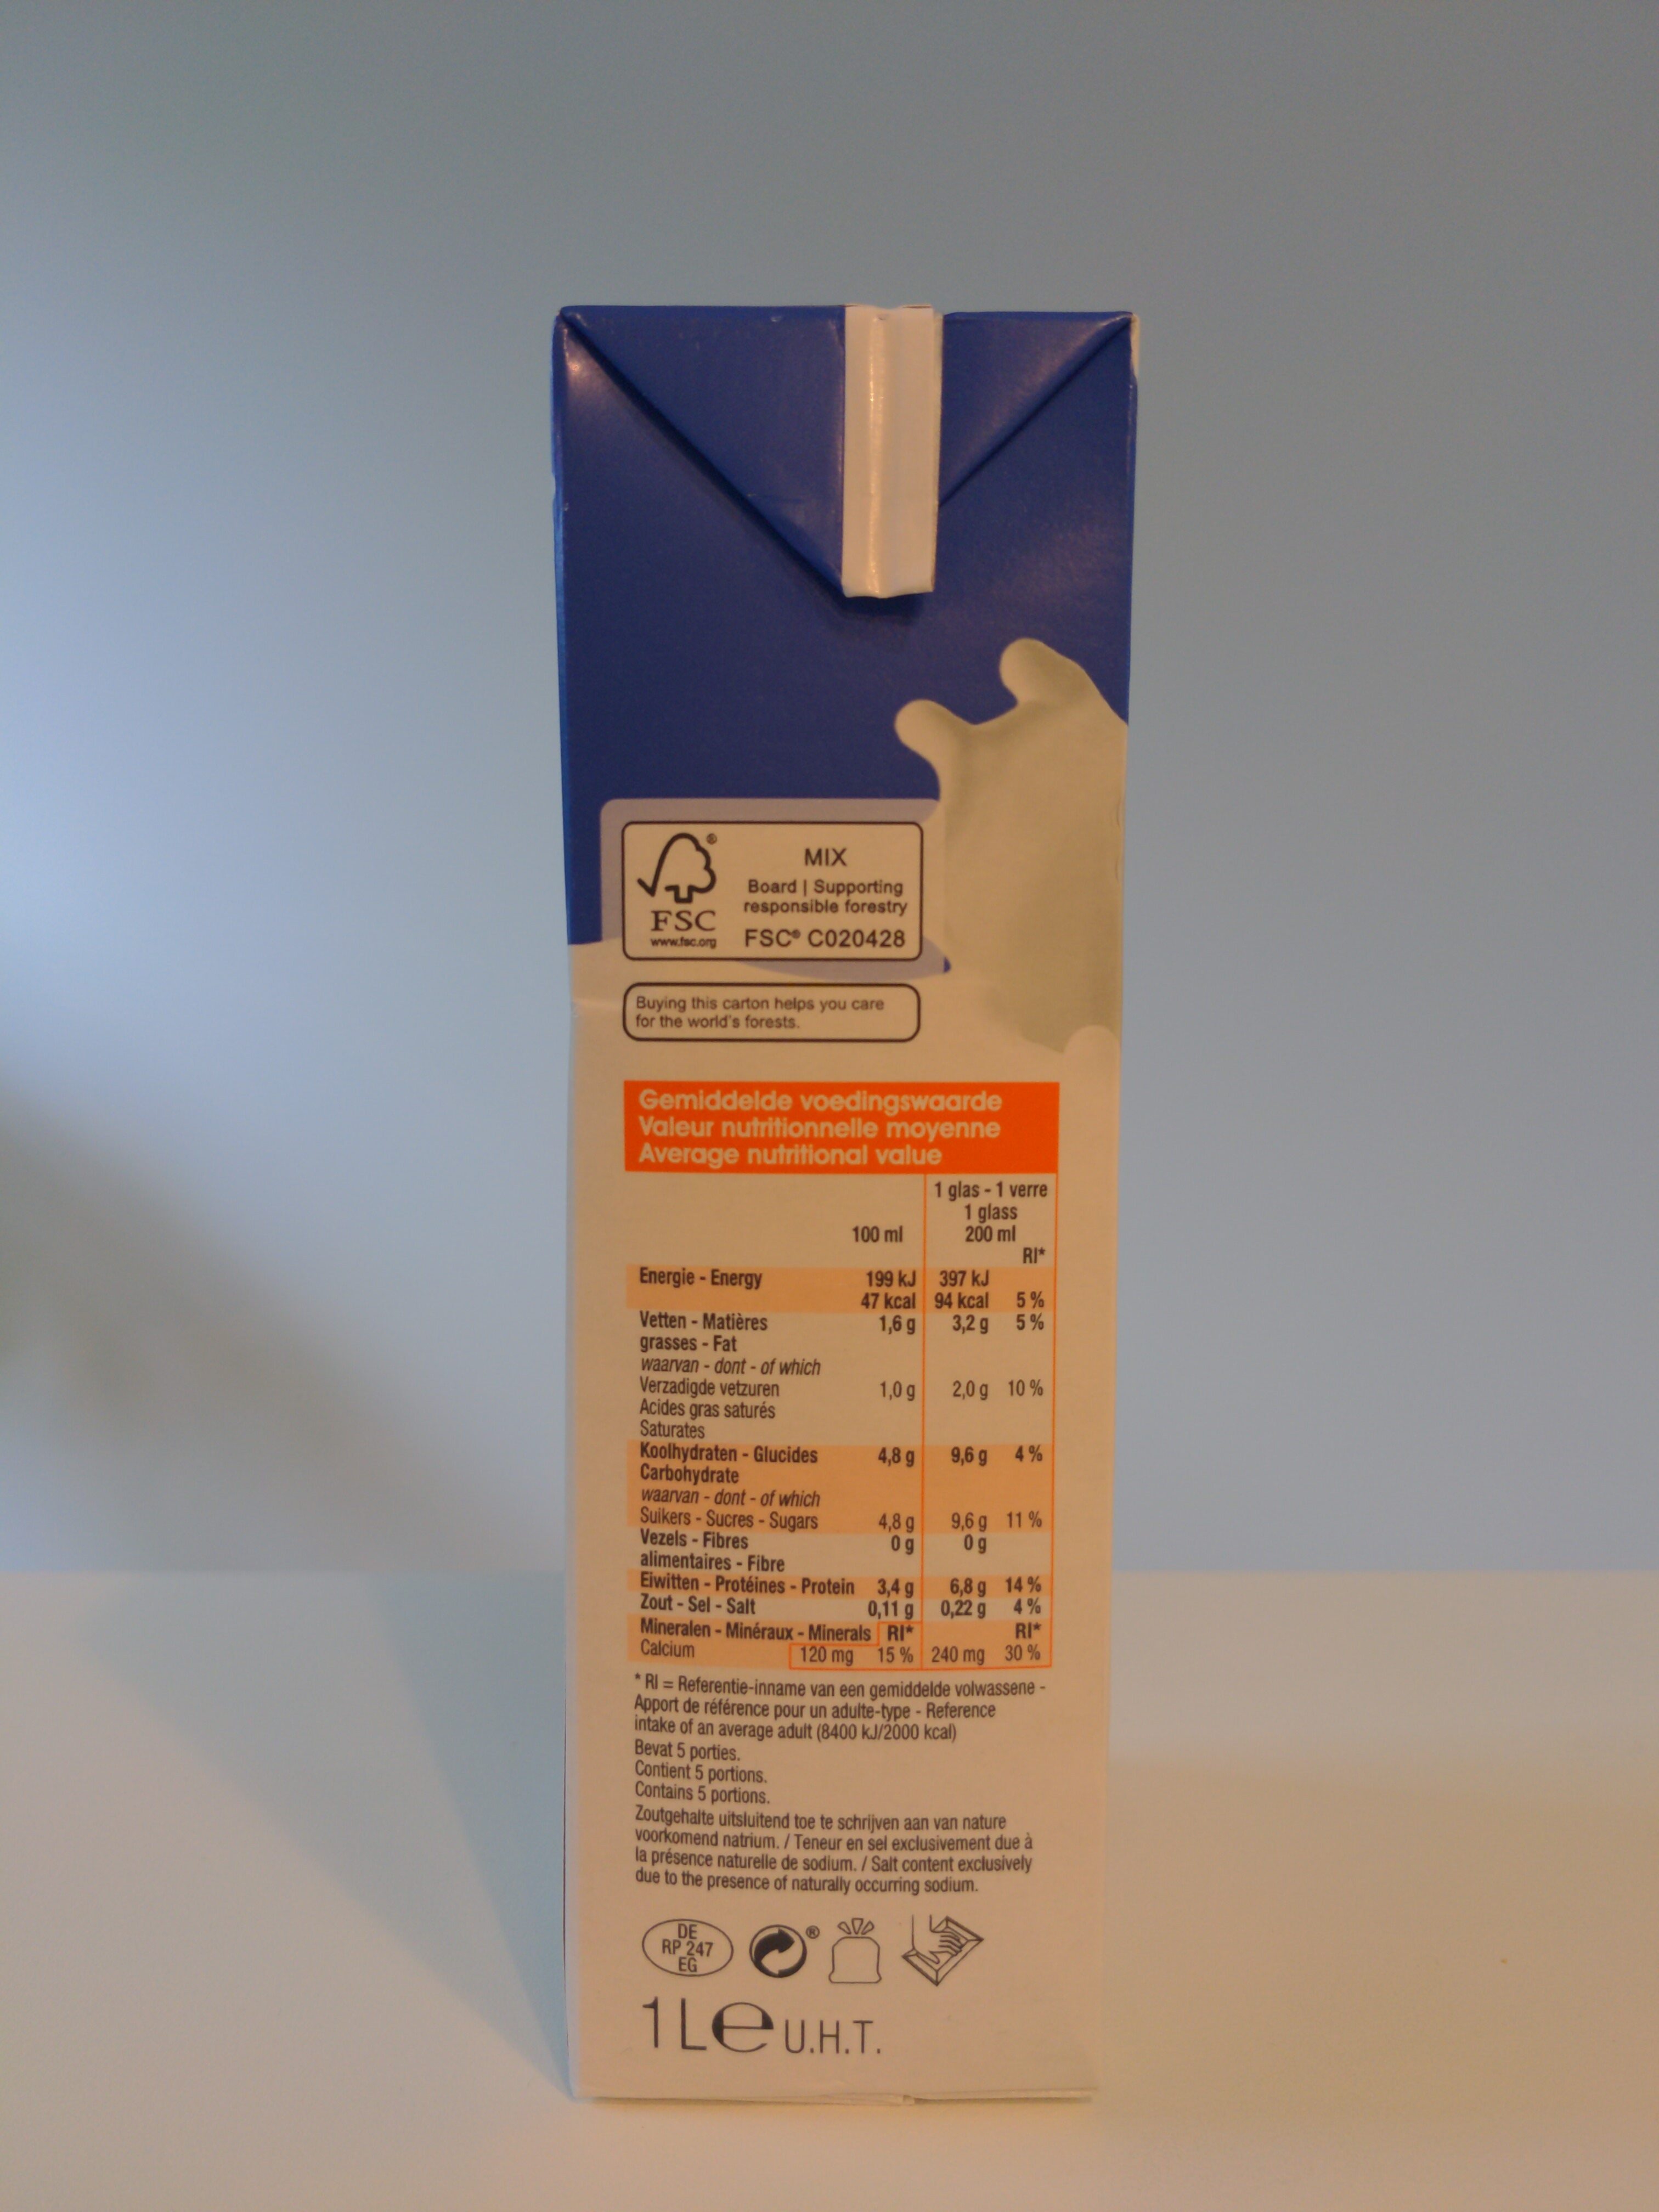 MIX
Board | Supporting
responsible forestry
FSC® C020428
®
FSC
www.fsc.org
Buying this carton helps you care
for the world's forests.
Gemiddelde voedingswaarde
Valeur nutritionnelle moyenne
Average nutritional value
1 glas - 1 verre
1 glass
100 ml 200 ml
RI*
Energie - Energy 199 kJ 397 kJ
47 kcal 94 kcal 5 %
Vetten - Matières 1,6 g 3,2 g 5 %
grasses - Fat
waarvan - dont - of which
Verzadigde vetzuren 1,0 g 2,0 g 10 %
Acides gras saturés
Saturates
Koolhydraten - Glucides 4,8 g 9,6 g 4 %
Carbohydrate
waarvan - dont - of which
Suikers - Sucres - Sugars 4,8 g 9,6 g 11 %
Vezels - Fibres 0 g 0 g
alimentaires - Fibre
Eiwitten - Protéines - Protein 3,4 g 6,8 g 14 %
Zout - Sel - Salt 0,11 g 0,22 g 4 %
Mineralen - Minéraux - Minerals RI* RI*
Calcium 120 mg 15 % 240 mg 30 %
* RI = Referentie-inname van een gemiddelde volwassene -
Apport de référence pour un adulte-type - Reference
intake of an average adult (8400 kJ/2000 kcal)
Bevat 5 porties.
Contient 5 portions.
Contains 5 portions.
Zoutgehalte uitsluitend toe te schrijven aan van nature
voorkomend natrium. / Teneur en sel exclusivement due à
la présence naturelle de sodium. / Salt content exclusively
due to the presence of naturally occurring sodium.
DE
RP 247
EG
®
1 L e U.H.T.